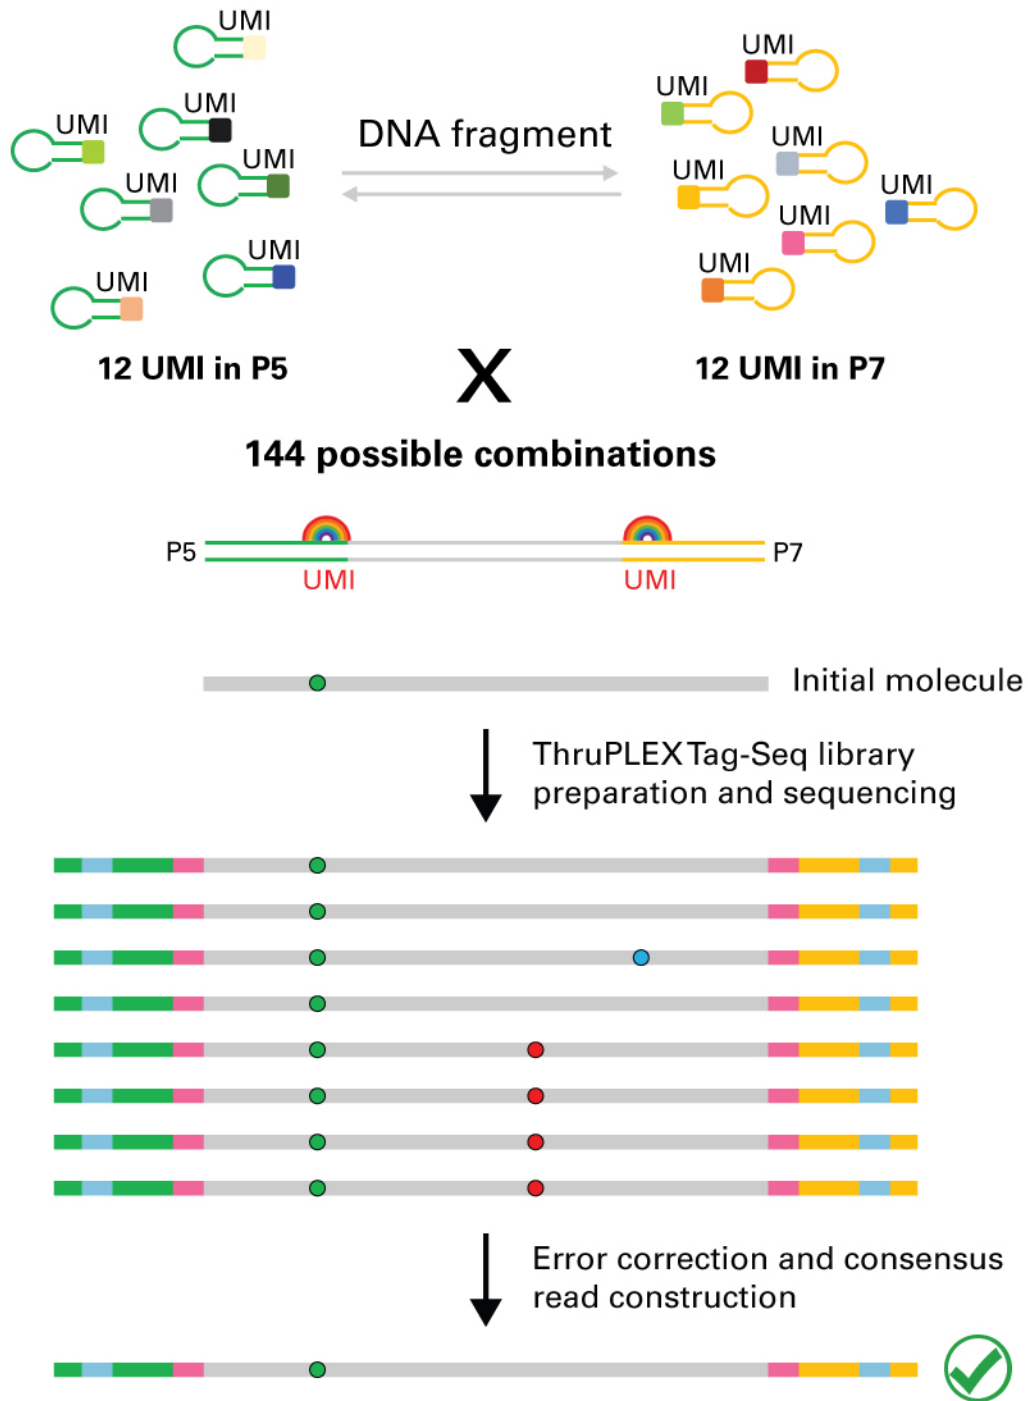 UMI
UMI
UMI
UMI
UMI
UMI
UMI
DNA fragment
UMI
UMI
UMI
UMI
UMI
UMI
UMI
12 UMI in P5
X
12 UMI in P7
144 possible combinations
P5
P7
UMI
UMI
Initial molecule
ThruPLEX Tag-Seq library
preparation and sequencing
Error correction and consensus
read construction